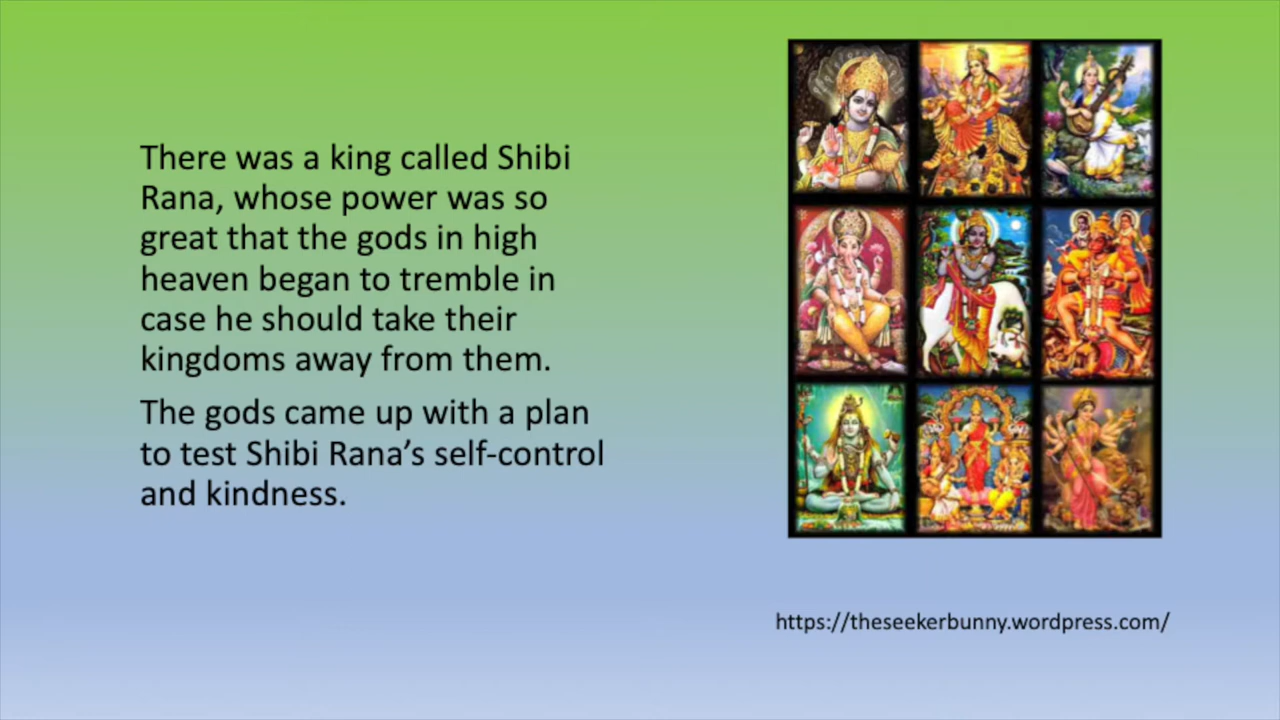 There was a king called Shibi
Rana, whose power was so
great that the gods in high
heaven began to tremble in
case he should take their
kingdoms away from them.
The gods came up with a plan
to test Shibi Rana’s self-control
and kindness.
https://theseekerbunny.wordpress.com/